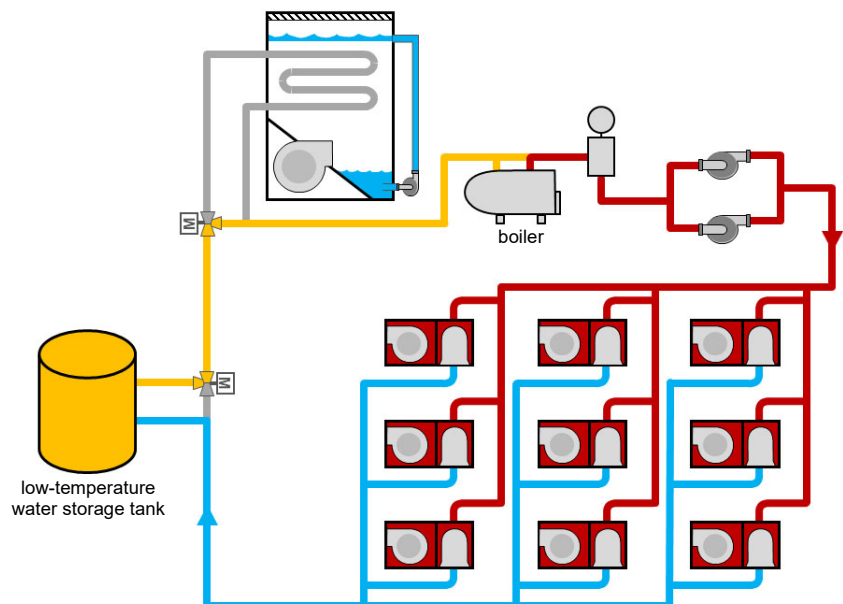 M
boiler
M
low-temperature
water storage tank